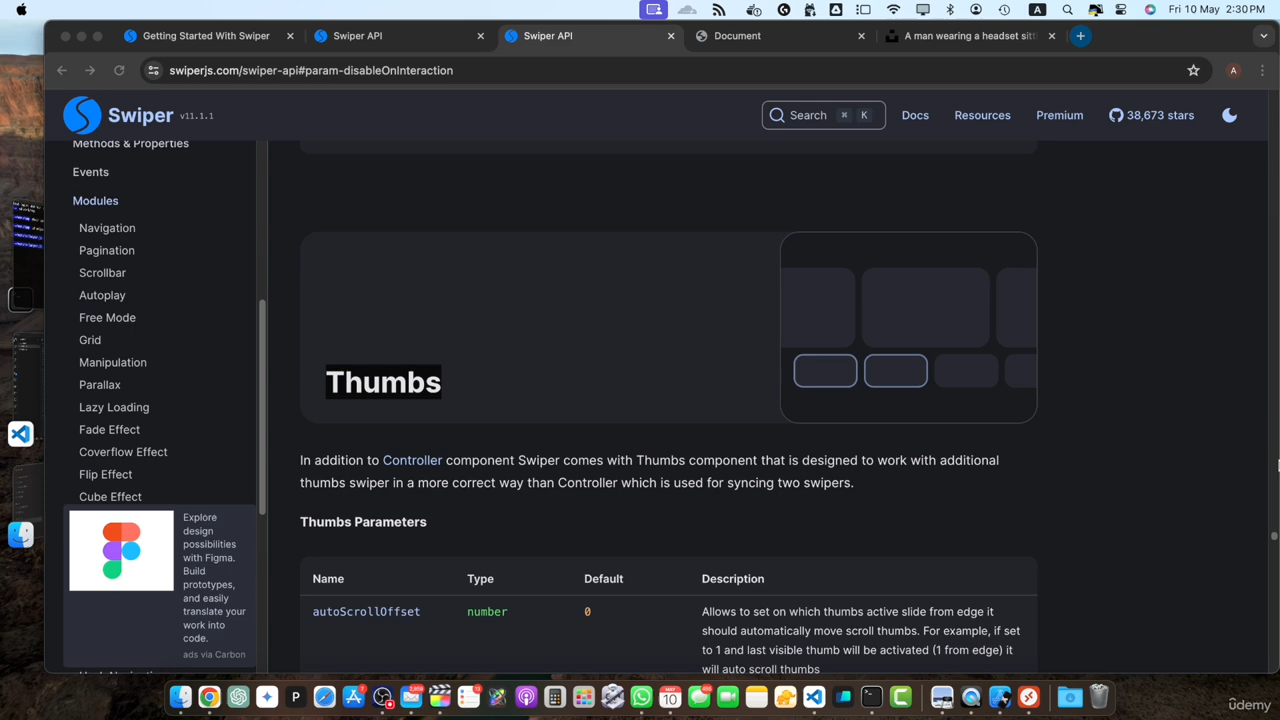 Fri 10 May 2:30 PM
Getting Started With Swiper
Swiper API
Swiper API
Document
A man wearing a headset sitti
swiperjs.com/swiper-api#param-disableOnInteraction
A
Swiper v11.1.1
Search ⌘ K
Docs
Resources
Premium
38,673 stars
Methods & Properties
Events
Modules
Navigation
Pagination
Scrollbar
Autoplay
Free Mode
Grid
Manipulation
Parallax
Lazy Loading
Fade Effect
Coverflow Effect
Flip Effect
Cube Effect
Explore
design
possibilities
with Figma.
Build
prototypes,
and easily
translate your
work into
code.
ads via Carbon
Thumbs
In addition to Controller component Swiper comes with Thumbs component that is designed to work with additional
thumbs swiper in a more correct way than Controller which is used for syncing two swipers.
Thumbs Parameters
Name Type Default Description
autoScrollOffset number 0 Allows to set on which thumbs active slide from edge it
should automatically move scroll thumbs. For example, if set
to 1 and last visible thumb will be activated (1 from edge) it
will auto scroll thumbs
ûdemy